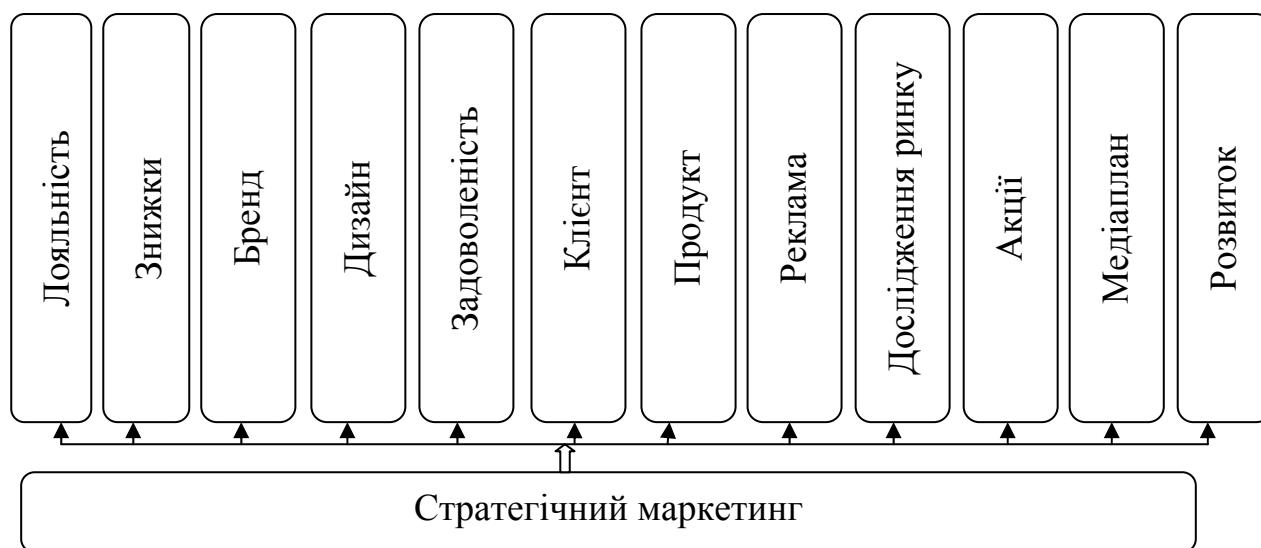 Лояльність
Знижки
Бренд
Дизайн
Задоволеність
Клієнт
Продукт
Реклама
Дослідження ринку
Акції
Медіаплан
Розвиток
Стратегічний маркетинг